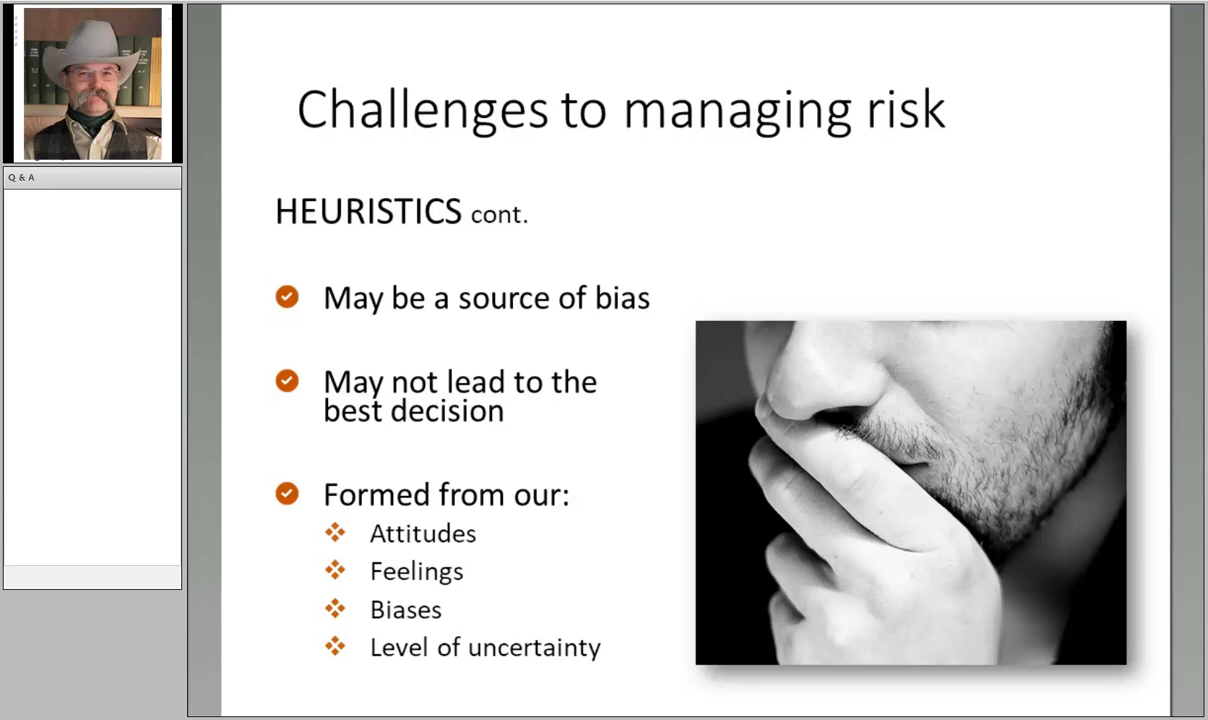 Q & A
Challenges to managing risk
HEURISTICS cont.
May be a source of bias
May not lead to the
best decision
Formed from our:
Attitudes
Feelings
Biases
Level of uncertainty